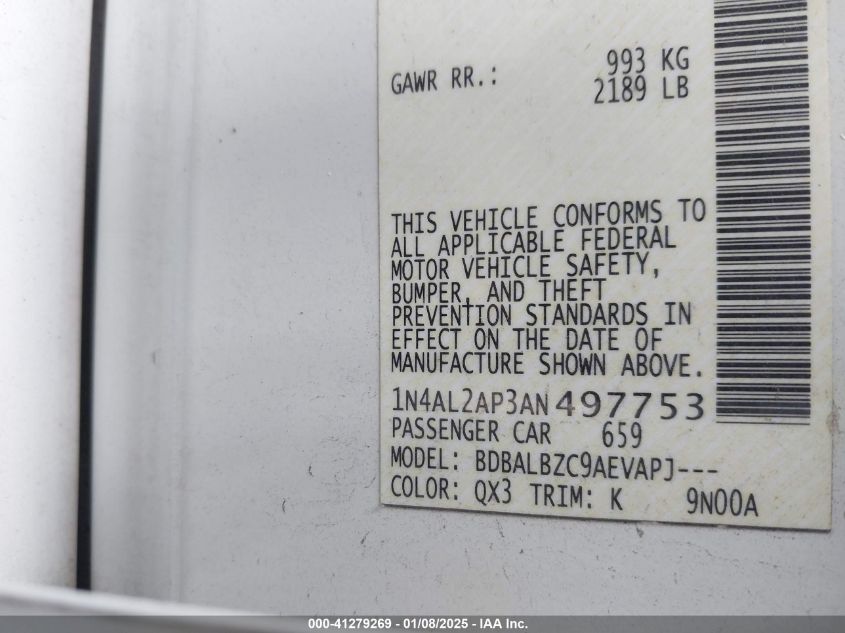 GAWR RR.: 993 KG
2189 LB
THIS VEHICLE CONFORMS TO
ALL APPLICABLE FEDERAL
MOTOR VEHICLE SAFETY,
BUMPER, AND THEFT
PREVENTION STANDARDS IN
EFFECT ON THE DATE OF
MANUFACTURE SHOWN ABOVE.
1N4AL2AP3AN497753
PASSENGER CAR 659
MODEL: BDBALBZC9AEVAPJ---
COLOR: QX3 TRIM: K 9N00A
000-41279269 - 01/08/2025 - IAA Inc.